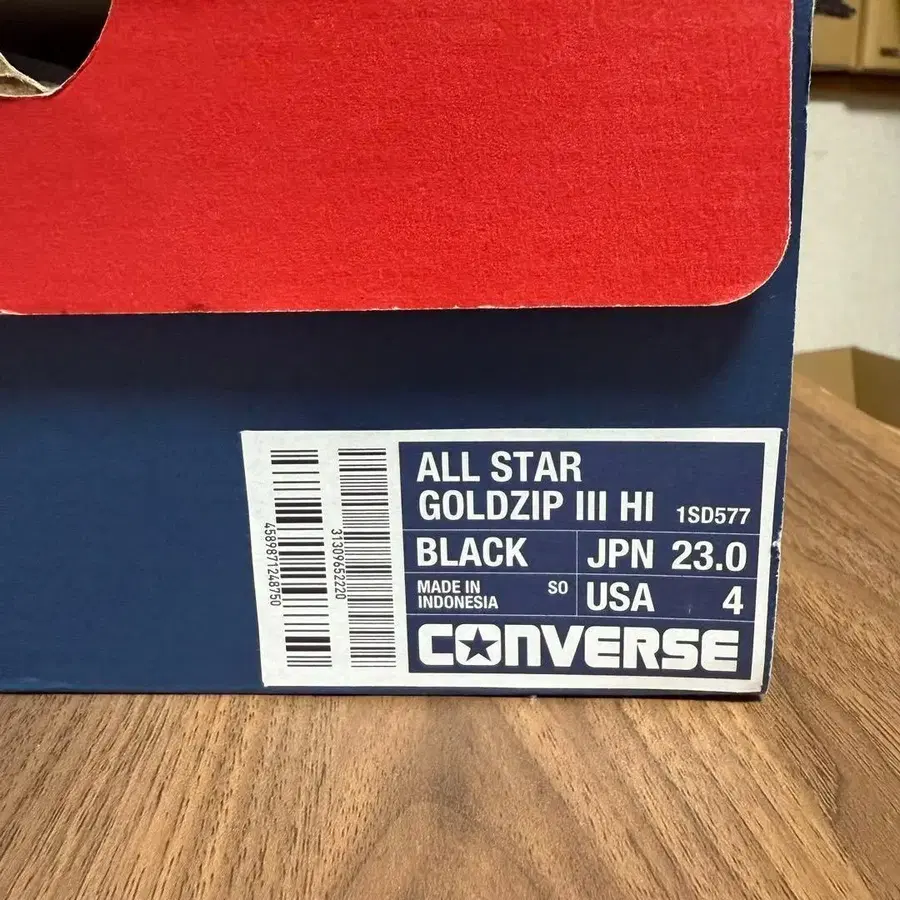 ALL STAR
GOLDZIP III HI 1SD577
BLACK JPN 23.0
MADE IN
INDONESIA SO USA 4
CONVERSE
4589871248750
31309652220